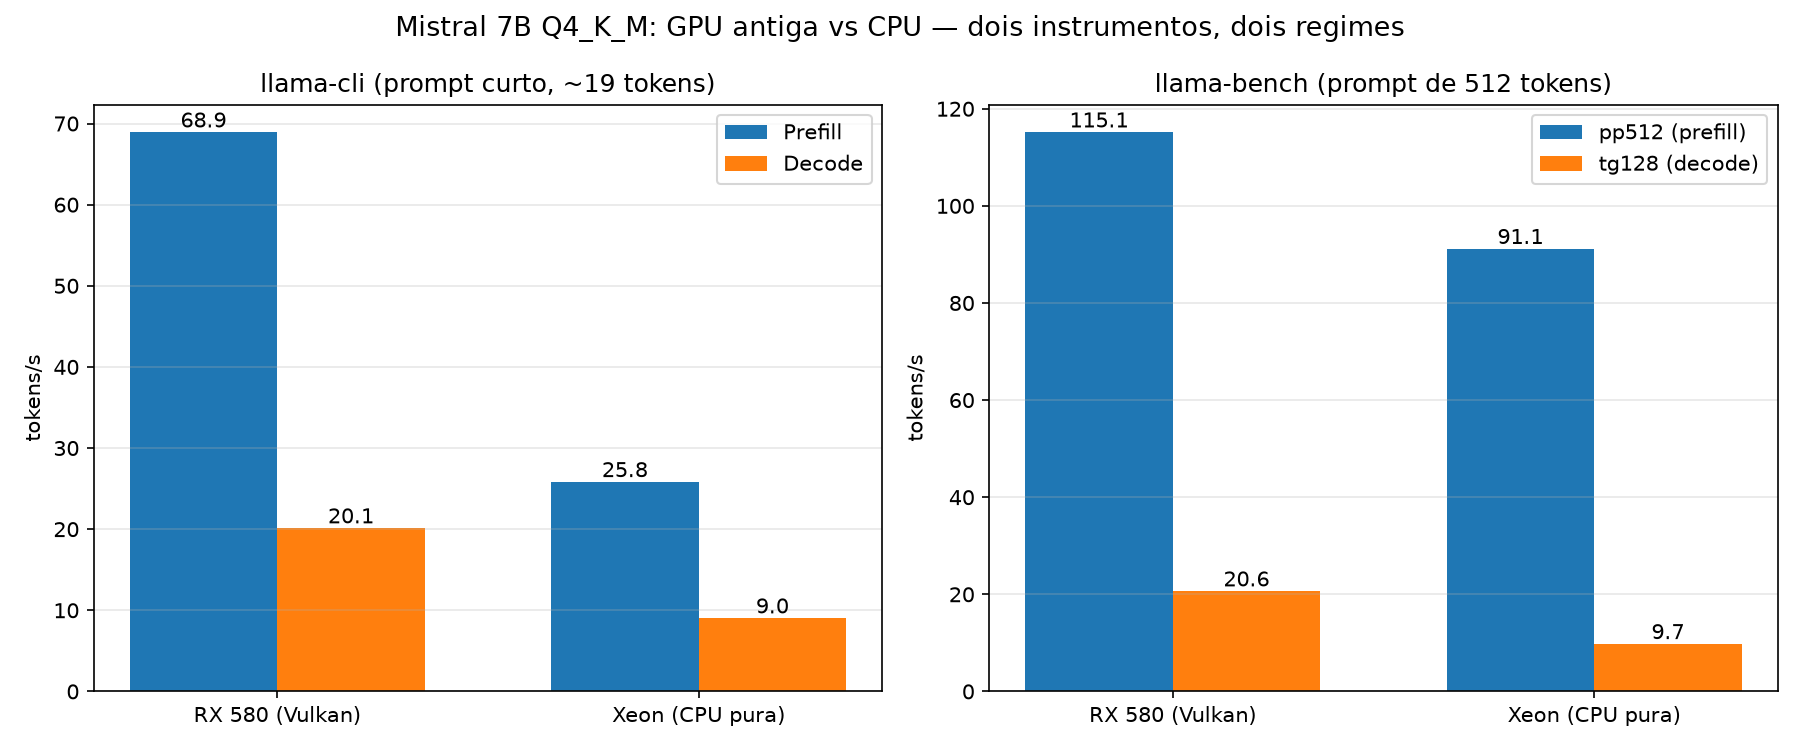 Mistral 7B Q4_K_M: GPU antiga vs CPU — dois instrumentos, dois regimes
llama-cli (prompt curto, ~19 tokens)
tokens/s
70
60
50
40
30
20
10
0
68.9
20.1
25.8
9.0
Prefill
Decode
RX 580 (Vulkan)
Xeon (CPU pura)
llama-bench (prompt de 512 tokens)
tokens/s
120
100
80
60
40
20
0
115.1
20.6
91.1
9.7
pp512 (prefill)
tg128 (decode)
RX 580 (Vulkan)
Xeon (CPU pura)